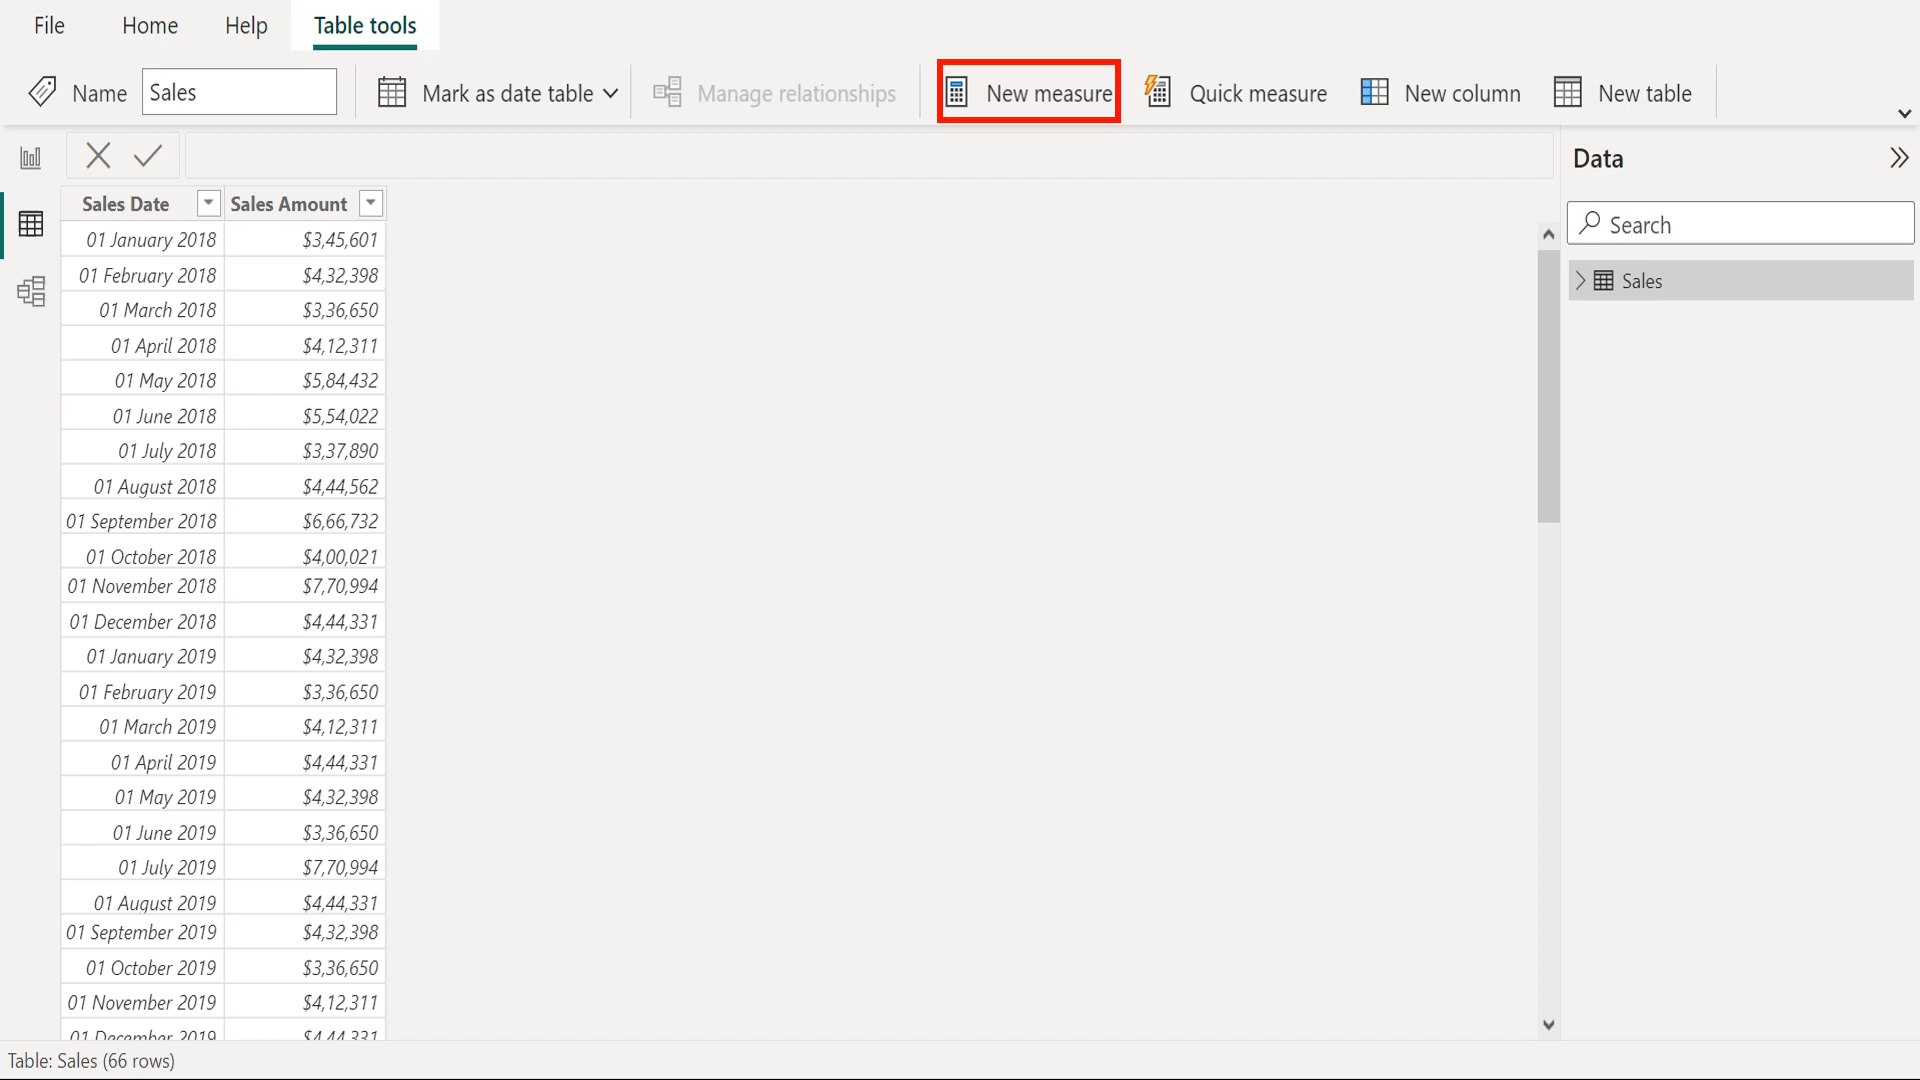 File Home Help Table tools
Name Sales Mark as date table Manage relationships New measure Quick measure New column New table
Data
Search
Sales
Sales Date Sales Amount
01 January 2018 $3,45,601
01 February 2018 $4,32,398
01 March 2018 $3,36,650
01 April 2018 $4,12,311
01 May 2018 $5,84,432
01 June 2018 $5,54,022
01 July 2018 $3,37,890
01 August 2018 $4,44,562
01 September 2018 $6,66,732
01 October 2018 $4,00,021
01 November 2018 $7,70,994
01 December 2018 $4,44,331
01 January 2019 $4,32,398
01 February 2019 $3,36,650
01 March 2019 $4,12,311
01 April 2019 $4,44,331
01 May 2019 $4,32,398
01 June 2019 $3,36,650
01 July 2019 $7,70,994
01 August 2019 $4,44,331
01 September 2019 $4,32,398
01 October 2019 $3,36,650
01 November 2019 $4,12,311
01 December 2019 $4,44,331
Table: Sales (66 rows)